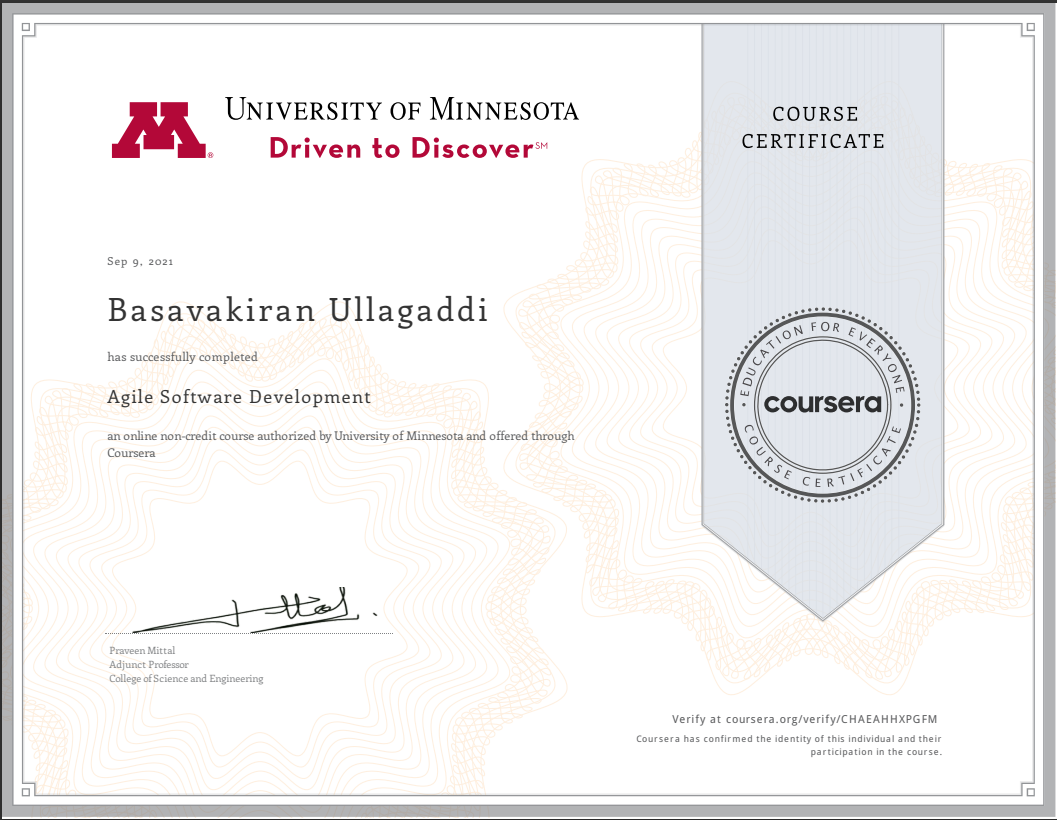 UNIVERSITY OF MINNESOTA
Driven to Discover℠
COURSE
CERTIFICATE
Sep 9, 2021
Basavakiran Ullagaddi
has successfully completed
Agile Software Development
an online non-credit course authorized by University of Minnesota and offered through
Coursera
EDUCATION FOR EVERYONE
coursera
COURSE CERTIFICATE
Praveen Mittal
Adjunct Professor
College of Science and Engineering
Verify at coursera.org/verify/CHAEAHHXPGFM
Coursera has confirmed the identity of this individual and their
participation in the course.